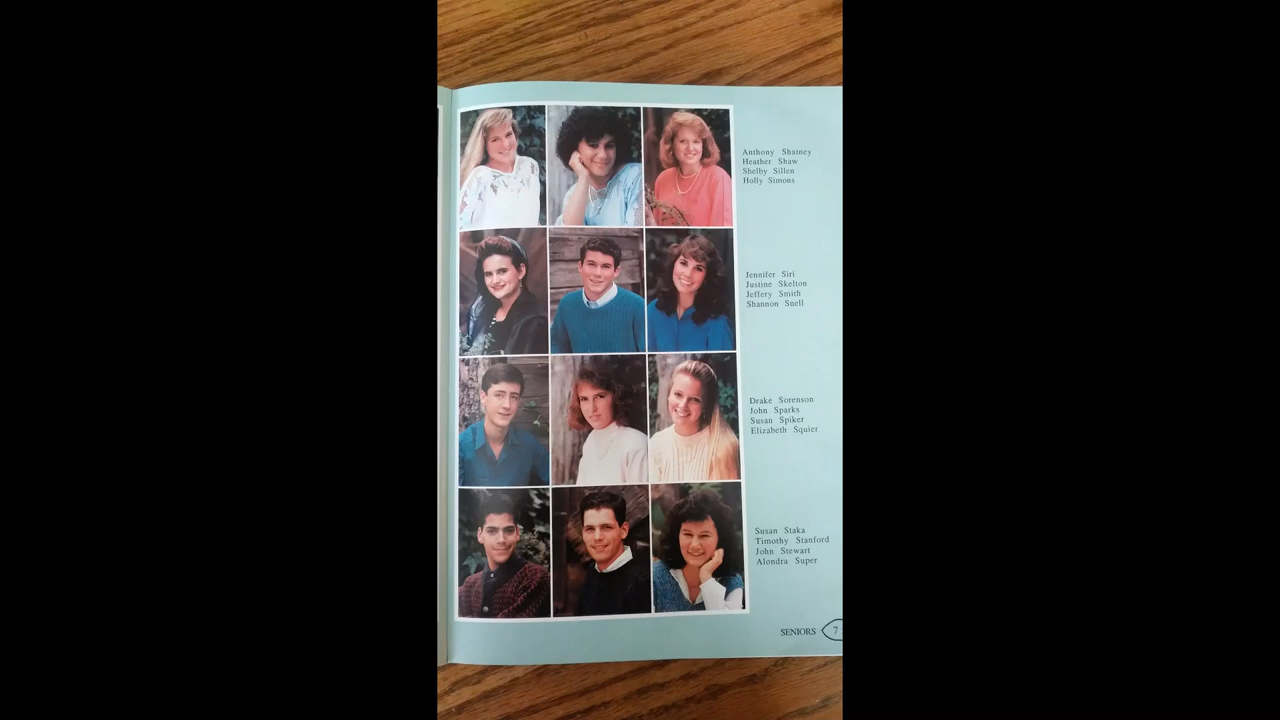 Anthony Shatney
Heather Shaw
Shelby Sillen
Holly Simons
Jennifer Siri
Justine Skelton
Jeffery Smith
Shannon Snell
Drake Sorenson
John Sparks
Susan Spiker
Elizabeth Squier
Susan Staka
Timothy Stanford
John Stewart
Alondra Super
SENIORS 7